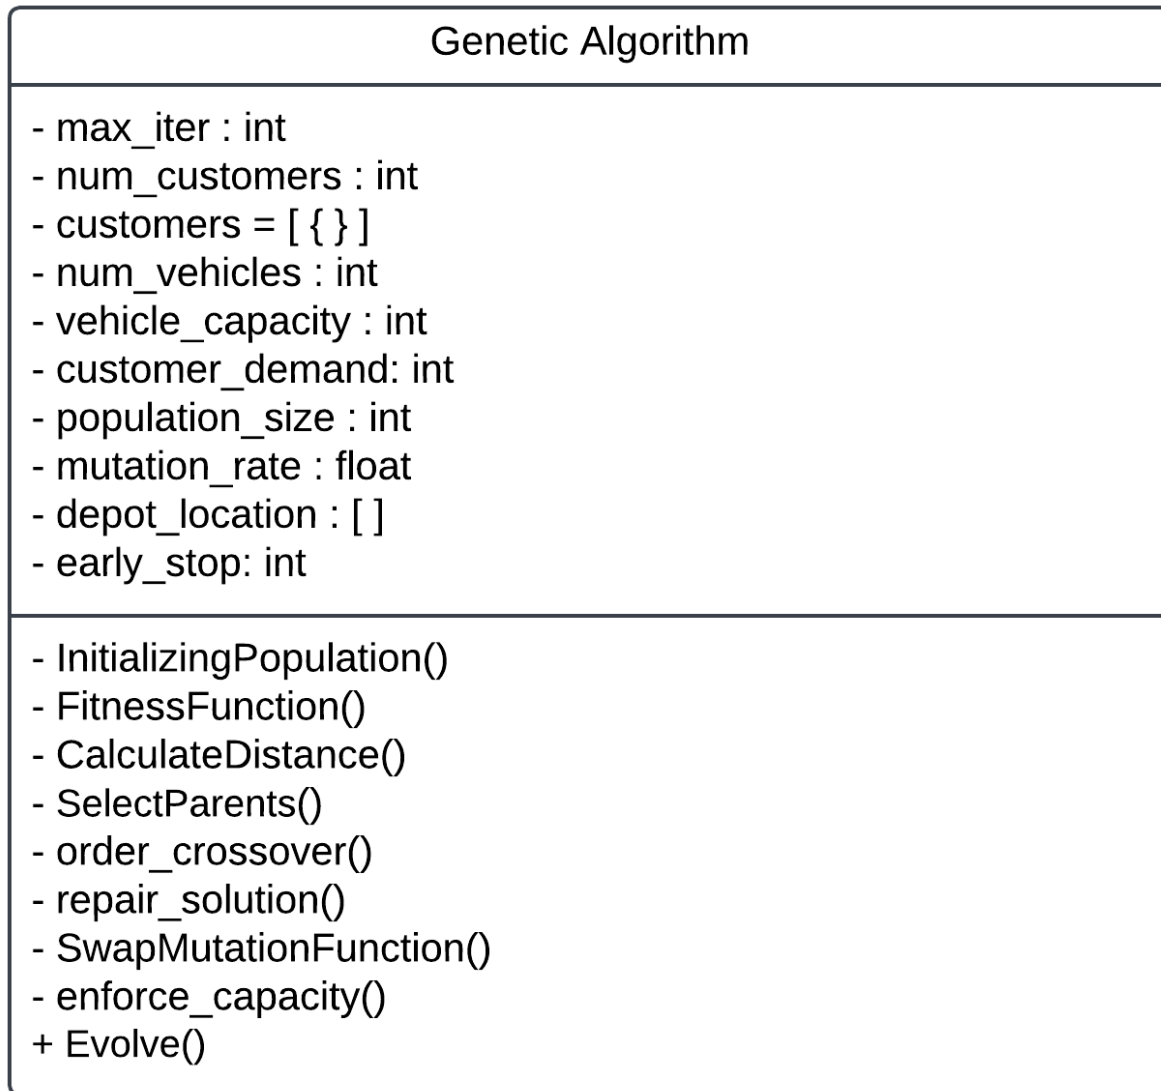 Genetic Algorithm
- max_iter : int
- num_customers : int
- customers = [ { } ]
- num_vehicles : int
- vehicle_capacity : int
- customer_demand: int
- population_size : int
- mutation_rate : float
- depot_location : [ ]
- early_stop: int
- InitializingPopulation()
- FitnessFunction()
- CalculateDistance()
- SelectParents()
- order_crossover()
- repair_solution()
- SwapMutationFunction()
- enforce_capacity()
+ Evolve()